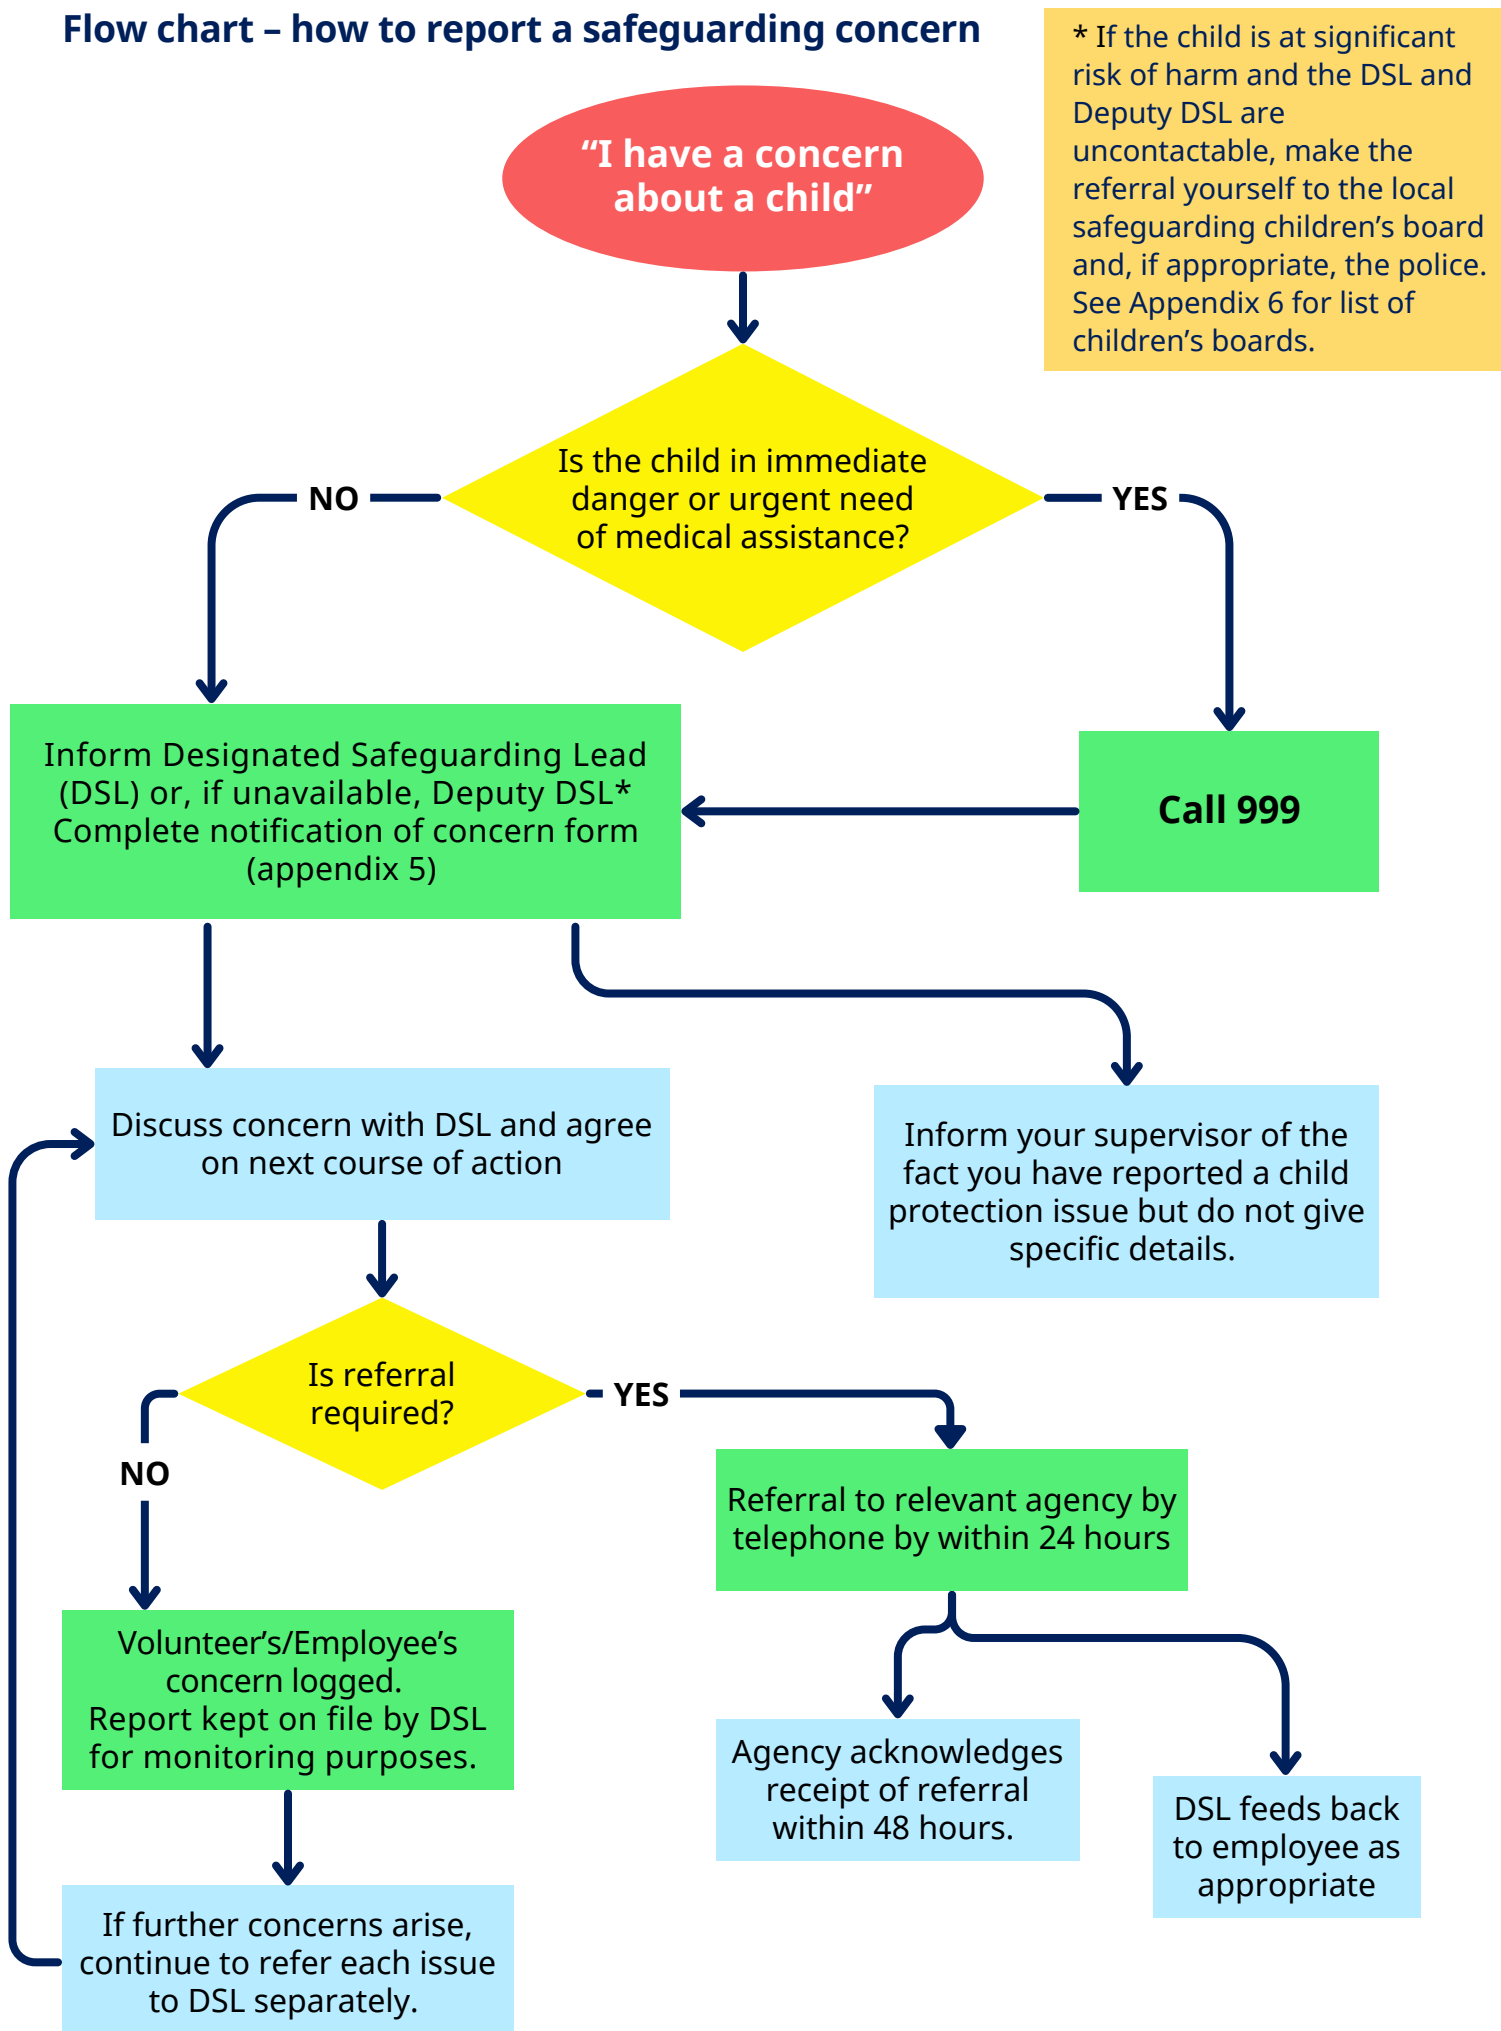 Flow chart – how to report a safeguarding concern
* If the child is at significant
risk of harm and the DSL and
Deputy DSL are
uncontactable, make the
referral yourself to the local
safeguarding children’s board
and, if appropriate, the police.
See Appendix 6 for list of
children’s boards.
“I have a concern
about a child”
Is the child in immediate
danger or urgent need
of medical assistance?
NO
YES
Inform Designated Safeguarding Lead
(DSL) or, if unavailable, Deputy DSL*
Complete notification of concern form
(appendix 5)
Call 999
Discuss concern with DSL and agree
on next course of action
Inform your supervisor of the
fact you have reported a child
protection issue but do not give
specific details.
Is referral
required?
YES
NO
Referral to relevant agency by
telephone by within 24 hours
Volunteer’s/Employee’s
concern logged.
Report kept on file by DSL
for monitoring purposes.
Agency acknowledges
receipt of referral
within 48 hours.
DSL feeds back
to employee as
appropriate
If further concerns arise,
continue to refer each issue
to DSL separately.